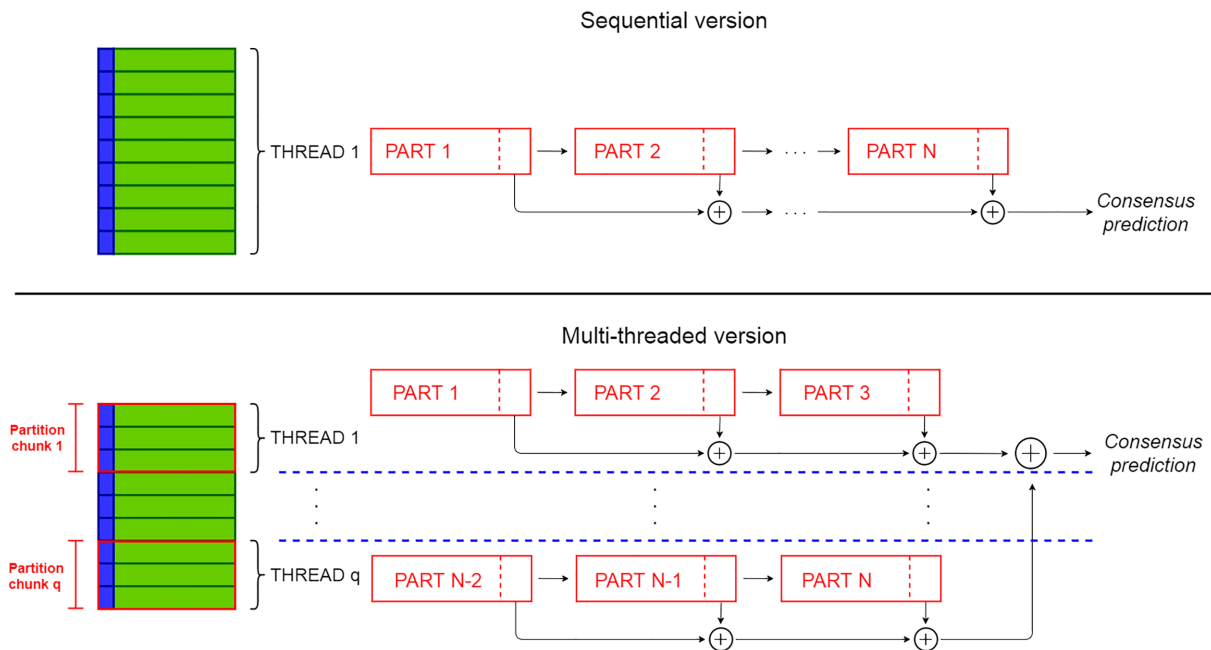 Sequential version
THREAD 1
PART 1
PART 2
. . .
PART N
+
. . .
+
Consensus
prediction
Multi-threaded version
Partition
chunk 1
THREAD 1
PART 1
PART 2
PART 3
+
+
+
Consensus
prediction
Partition
chunk q
THREAD q
PART N-2
PART N-1
PART N
+
+